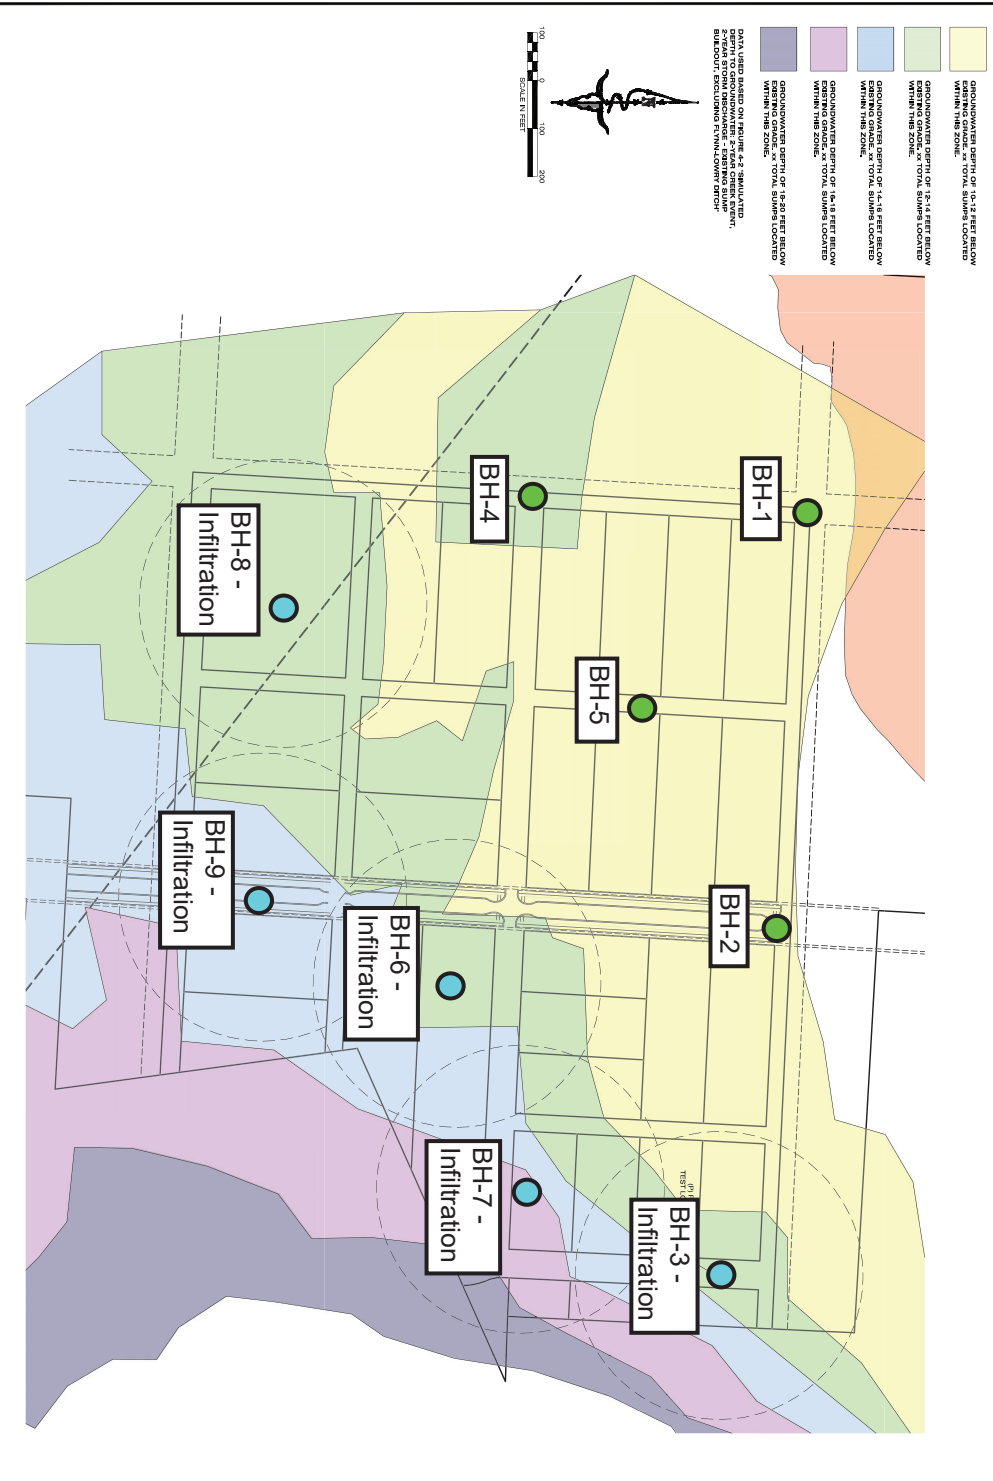 GROUNDWATER DEPTH OF 10-12 FEET BELOW
EXISTING GRADE. xx TOTAL SUMPS LOCATED
WITHIN THIS ZONE.
GROUNDWATER DEPTH OF 12-14 FEET BELOW
EXISTING GRADE. xx TOTAL SUMPS LOCATED
WITHIN THIS ZONE.
GROUNDWATER DEPTH OF 14-16 FEET BELOW
EXISTING GRADE. xx TOTAL SUMPS LOCATED
WITHIN THIS ZONE.
GROUNDWATER DEPTH OF 16-18 FEET BELOW
EXISTING GRADE. xx TOTAL SUMPS LOCATED
WITHIN THIS ZONE.
GROUNDWATER DEPTH OF 18-20 FEET BELOW
EXISTING GRADE. xx TOTAL SUMPS LOCATED
WITHIN THIS ZONE.
DATA USED BASED ON FIGURE 4-2 "SIMULATED
DEPTH TO GROUNDWATER: 2-YEAR CREEK EVENT,
2-YEAR STORM DISCHARGE - EXISTING SUMP
BUILDOUT, EXCLUDING FLYNN-LOWRY DITCH"
N
100 0 100 200
SCALE IN FEET
BH-1
BH-2
BH-5
BH-3 -
Infiltration
BH-4
BH-7 -
Infiltration
BH-6 -
Infiltration
BH-8 -
Infiltration
BH-9 -
Infiltration
(P)
TEST